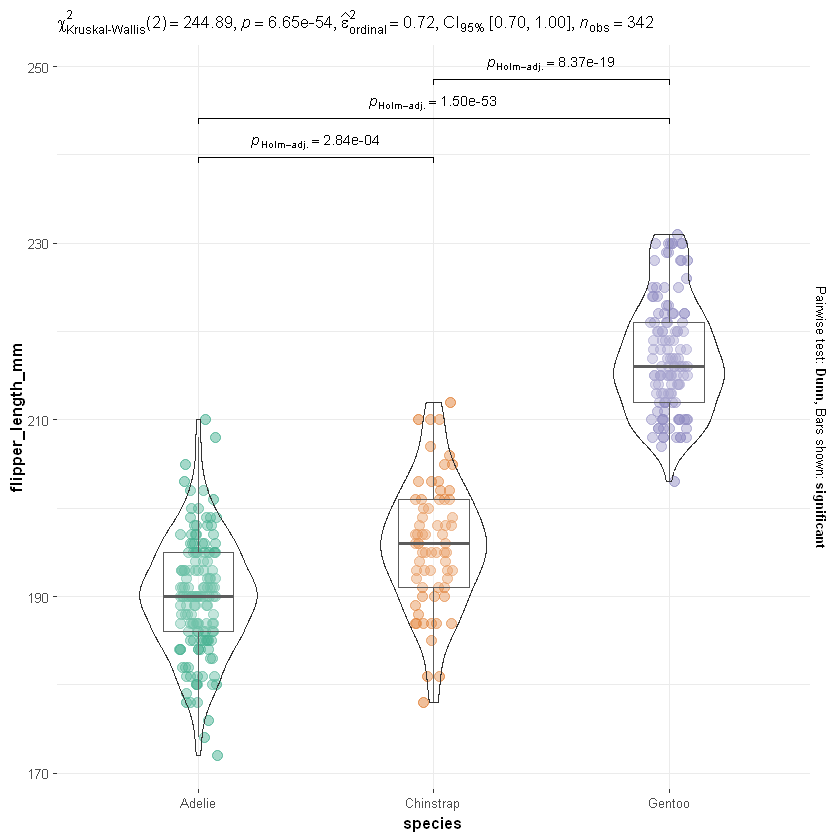 χ²Kruskal-Wallis(2) = 244.89, p = 6.65e-54, ε̂²ordinal = 0.72, CI95% [0.70, 1.00], nobs = 342
250
pHolm−adj. = 8.37e-19
pHolm−adj. = 1.50e-53
pHolm−adj. = 2.84e-04
230
210
190
170
flipper_length_mm
Pairwise test: Dunn, Bars shown: significant
Adelie Chinstrap Gentoo
species